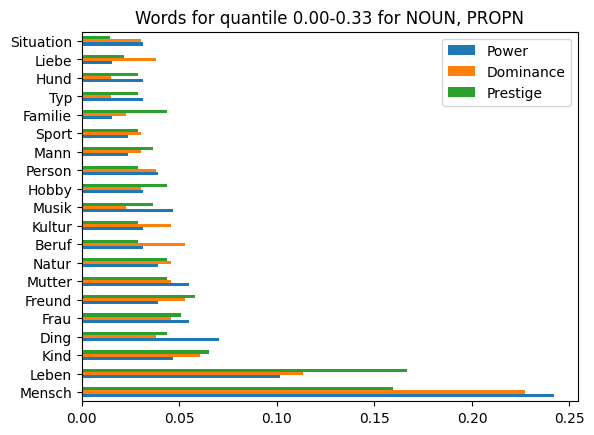 Words for quantile 0.00-0.33 for NOUN, PROPN
Power
Dominance
Prestige
Situation
Liebe
Hund
Typ
Familie
Sport
Mann
Person
Hobby
Musik
Kultur
Beruf
Natur
Mutter
Freund
Frau
Ding
Kind
Leben
Mensch
0.00 0.05 0.10 0.15 0.20 0.25